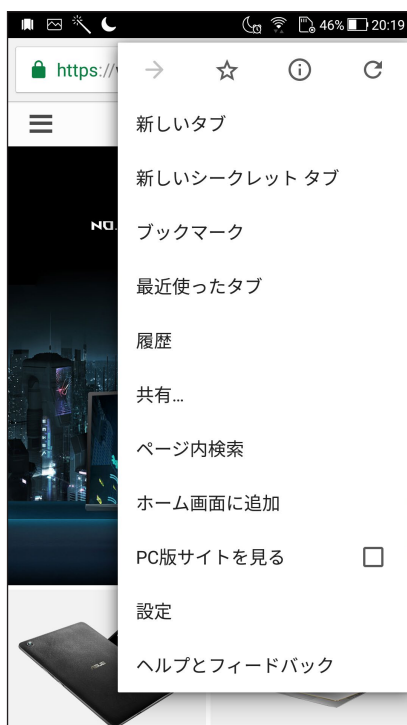 46% 20:19
https://
新しいタブ
新しいシークレット タブ
NO.
ブックマーク
最近使ったタブ
履歴
共有...
ページ内検索
ホーム画面に追加
PC版サイトを見る
設定
ヘルプとフィードバック
ASUS